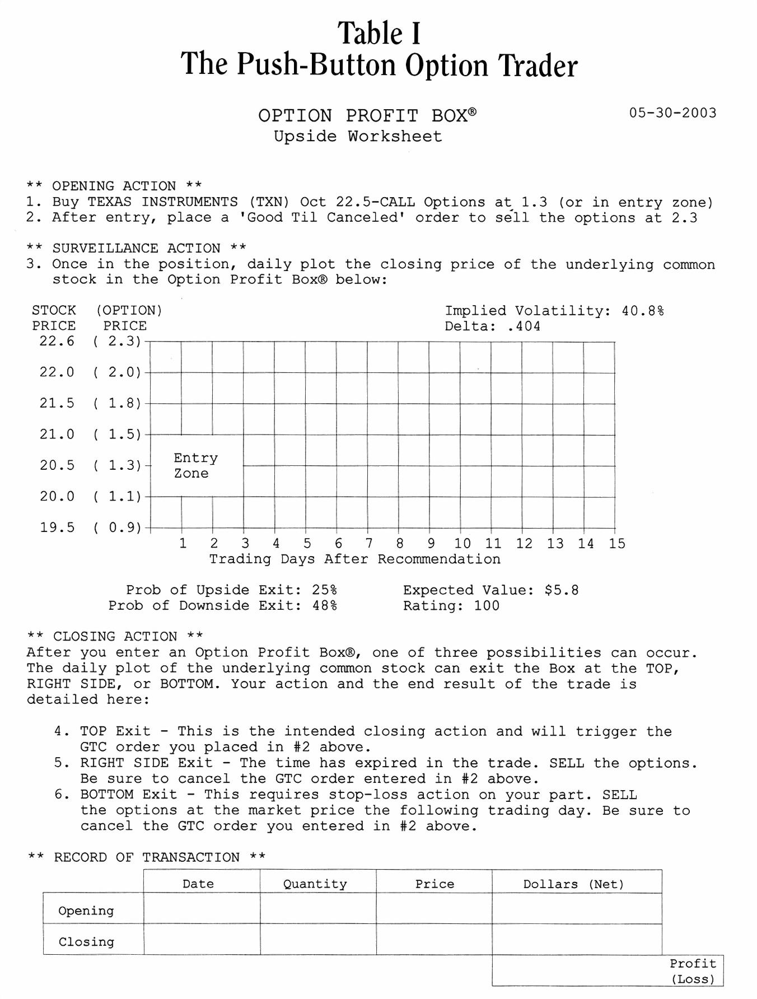 Table I
The Push-Button Option Trader
OPTION PROFIT BOX® 05-30-2003
Upside Worksheet
** OPENING ACTION **
1. Buy TEXAS INSTRUMENTS (TXN) Oct 22.5-CALL Options at 1.3 (or in entry zone)
2. After entry, place a 'Good Til Canceled' order to sell the options at 2.3
** SURVEILLANCE ACTION **
3. Once in the position, daily plot the closing price of the underlying common
stock in the Option Profit Box® below:
STOCK (OPTION) Implied Volatility: 40.8%
PRICE PRICE Delta: .404
22.6 ( 2.3)
22.0 ( 2.0)
21.5 ( 1.8)
21.0 ( 1.5)
Entry
20.5 ( 1.3)
Zone
20.0 ( 1.1)
19.5 ( 0.9)
1 2 3 4 5 6 7 8 9 10 11 12 13 14 15
Trading Days After Recommendation
Prob of Upside Exit: 25% Expected Value: $5.8
Prob of Downside Exit: 48% Rating: 100
** CLOSING ACTION **
After you enter an Option Profit Box®, one of three possibilities can occur.
The daily plot of the underlying common stock can exit the Box at the TOP,
RIGHT SIDE, or BOTTOM. Your action and the end result of the trade is
detailed here:
4. TOP Exit - This is the intended closing action and will trigger the
GTC order you placed in #2 above.
5. RIGHT SIDE Exit - The time has expired in the trade. SELL the options.
Be sure to cancel the GTC order entered in #2 above.
6. BOTTOM Exit - This requires stop-loss action on your part. SELL
the options at the market price the following trading day. Be sure to
cancel the GTC order you entered in #2 above.
** RECORD OF TRANSACTION **
Date Quantity Price Dollars (Net)
Opening
Closing
Profit
(Loss)